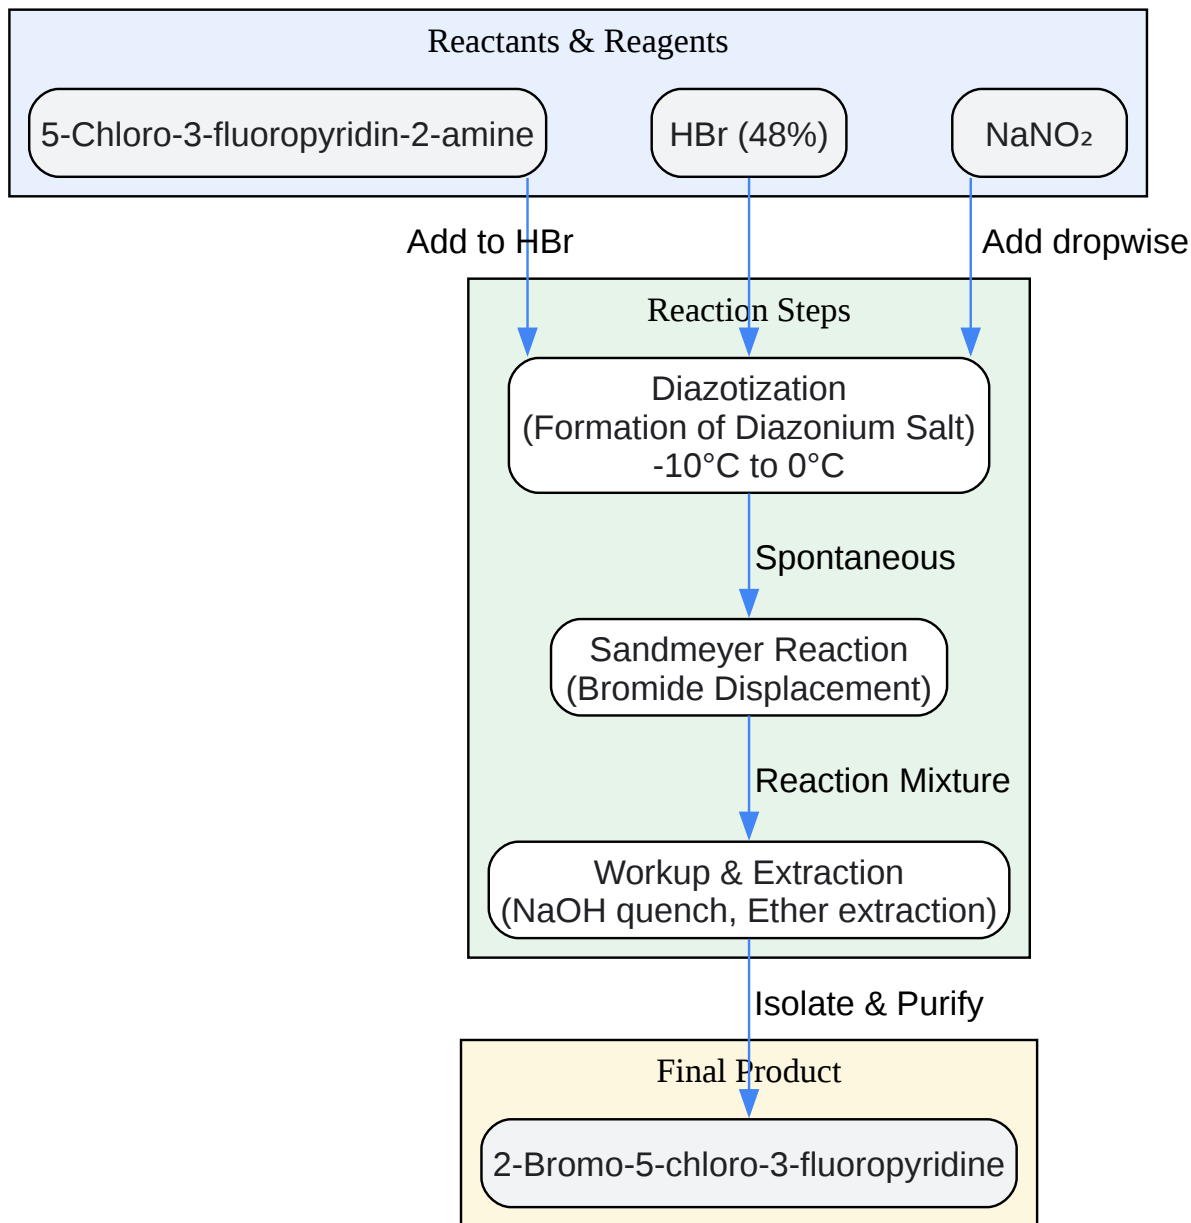 Reactants & Reagents
5-Chloro-3-fluoropyridin-2-amine
HBr (48%)
NaNO₂
Add to HBr
Add dropwise
Reaction Steps
Diazotization
(Formation of Diazonium Salt)
-10°C to 0°C
Spontaneous
Sandmeyer Reaction
(Bromide Displacement)
Reaction Mixture
Workup & Extraction
(NaOH quench, Ether extraction)
Isolate & Purify
Final Product
2-Bromo-5-chloro-3-fluoropyridine